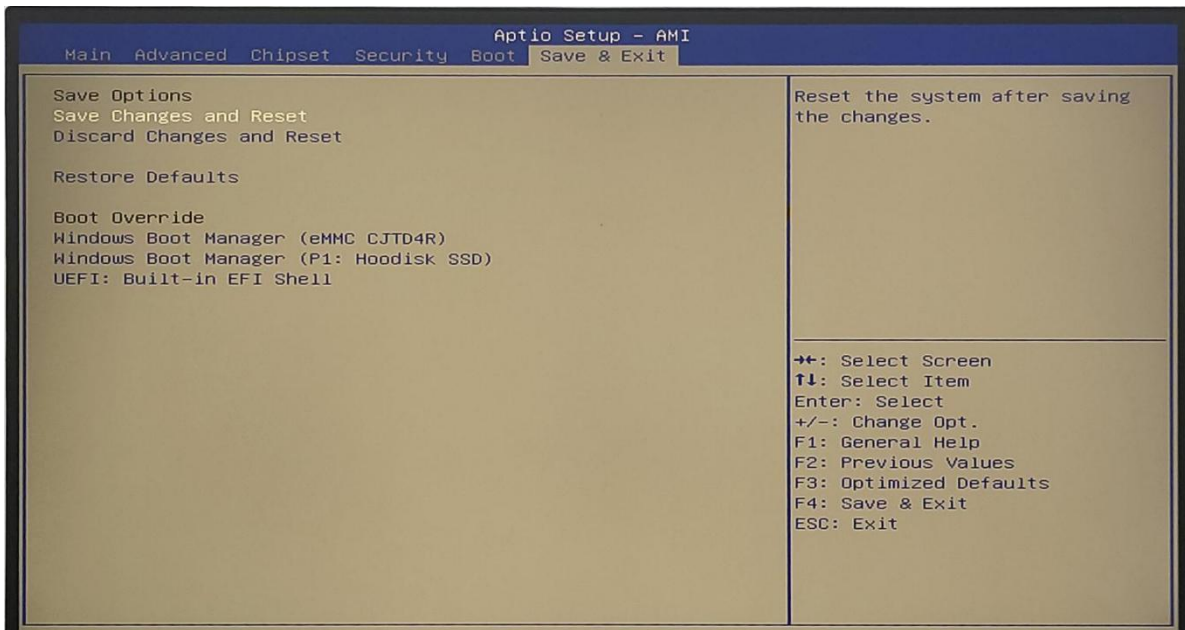 Aptio Setup – AMI
Main Advanced Chipset Security Boot Save & Exit
Save Options
Save Changes and Reset
Discard Changes and Reset
Restore Defaults
Boot Override
Windows Boot Manager (eMMC CJTD4R)
Windows Boot Manager (P1: Hoodisk SSD)
UEFI: Built-in EFI Shell
Reset the system after saving
the changes.
→←: Select Screen
↑↓: Select Item
Enter: Select
+/-: Change Opt.
F1: General Help
F2: Previous Values
F3: Optimized Defaults
F4: Save & Exit
ESC: Exit